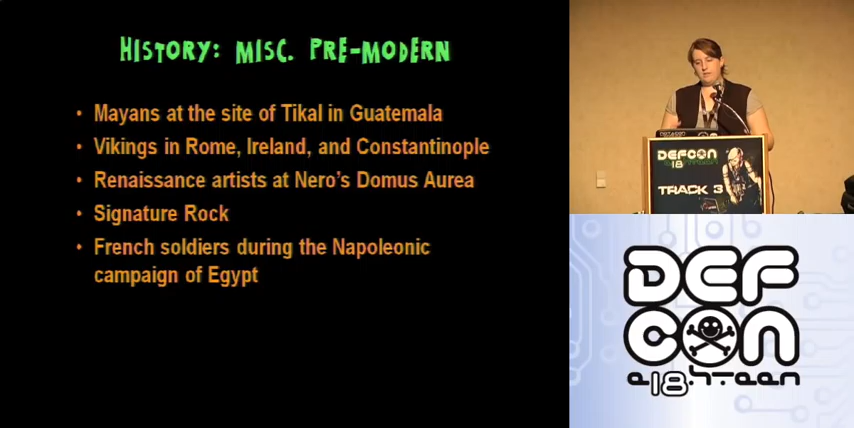 HISTORY: MISC. PRE-MODERN
• Mayans at the site of Tikal in Guatemala
• Vikings in Rome, Ireland, and Constantinople
• Renaissance artists at Nero's Domus Aurea
• Signature Rock
• French soldiers during the Napoleonic
campaign of Egypt
DEFCON
18
TRACK 3
DEF
CON
e18hteen